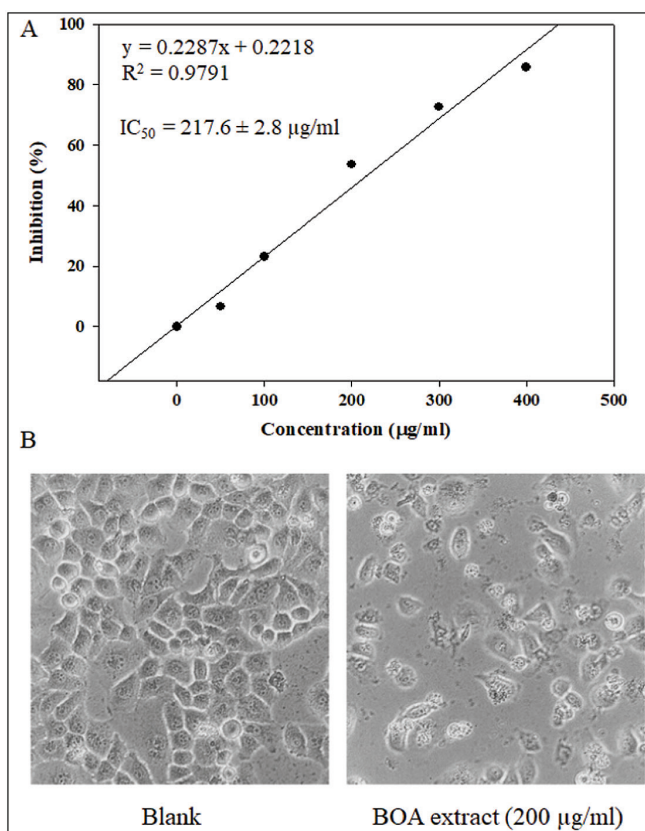 A
y = 0.2287x + 0.2218
R² = 0.9791
IC₅₀ = 217.6 ± 2.8 µg/ml
100
80
60
40
20
0
Inhibition (%)
0 100 200 300 400 500
Concentration (µg/ml)
B
Blank BOA extract (200 µg/ml)